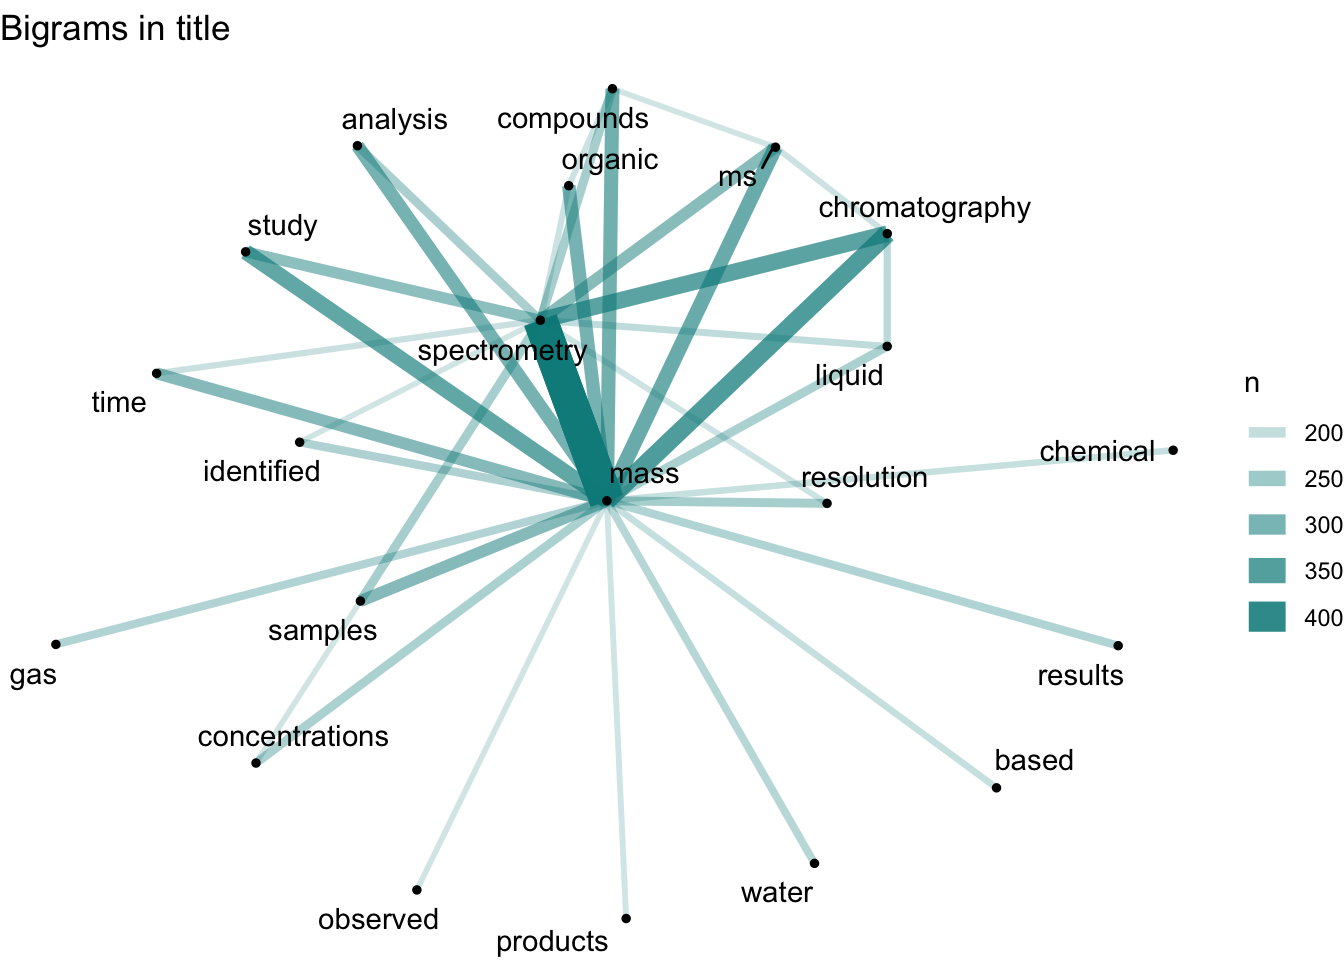 Bigrams in title
analysis
compounds
organic
ms
chromatography
study
spectrometry
liquid
time
n
200
identified
mass
resolution
chemical
250
300
350
samples
400
gas
results
concentrations
based
water
observed
products